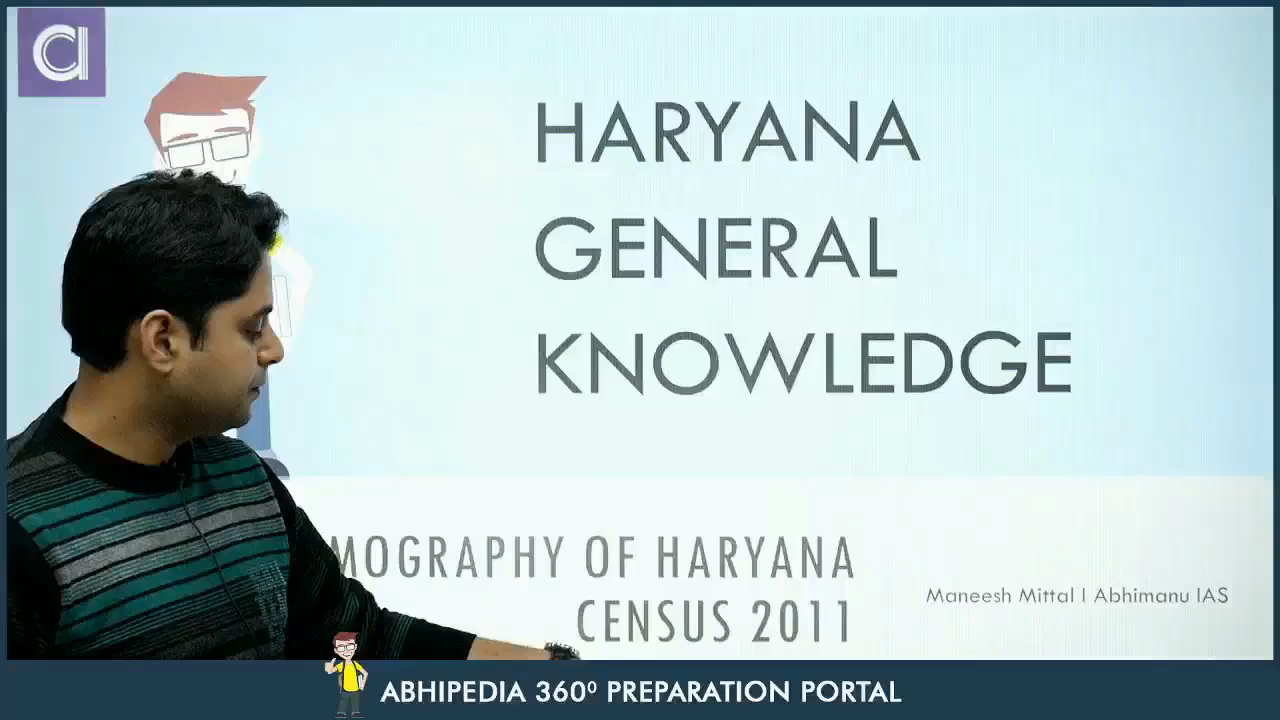 HARYANA
GENERAL
KNOWLEDGE
MOGRAPHY OF HARYANA
CENSUS 2011
Maneesh Mittal I Abhimanu IAS
ABHIPEDIA 360⁰ PREPARATION PORTAL